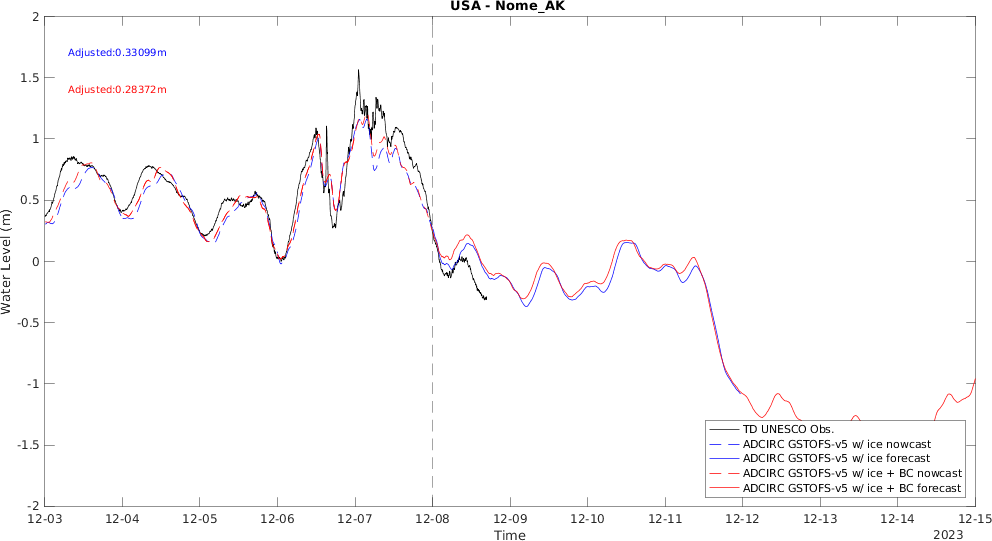 USA - Nome_AK
Adjusted:0.33099m
Adjusted:0.28372m
Water Level (m)
2
1.5
1
0.5
0
-0.5
-1
-1.5
-2
TD UNESCO Obs.
ADCIRC GSTOFS-v5 w/ ice nowcast
ADCIRC GSTOFS-v5 w/ ice forecast
ADCIRC GSTOFS-v5 w/ ice + BC nowcast
ADCIRC GSTOFS-v5 w/ ice + BC forecast
12-03 12-04 12-05 12-06 12-07 12-08 12-09 12-10 12-11 12-12 12-13 12-14 12-15
Time
2023